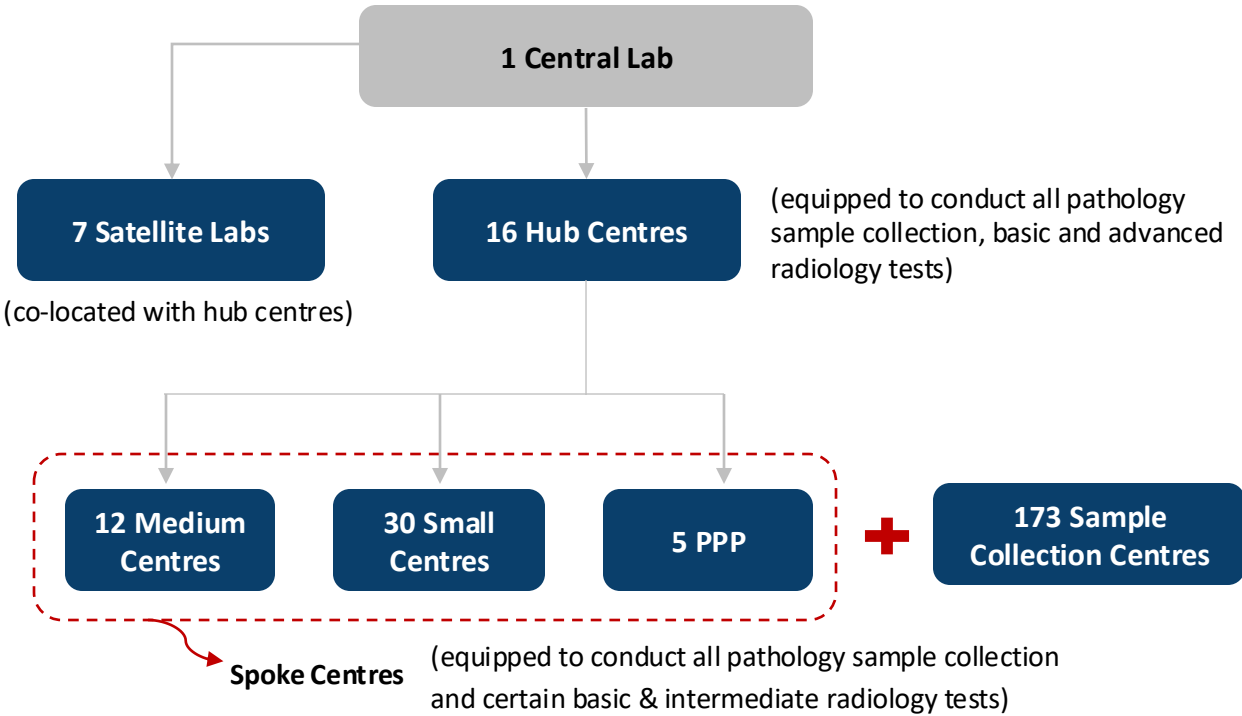 1 Central Lab
7 Satellite Labs
(co-located with hub centres)
16 Hub Centres
(equipped to conduct all pathology
sample collection, basic and advanced
radiology tests)
12 Medium
Centres
30 Small
Centres
5 PPP
173 Sample
Collection Centres
Spoke Centres
(equipped to conduct all pathology sample collection
and certain basic & intermediate radiology tests)